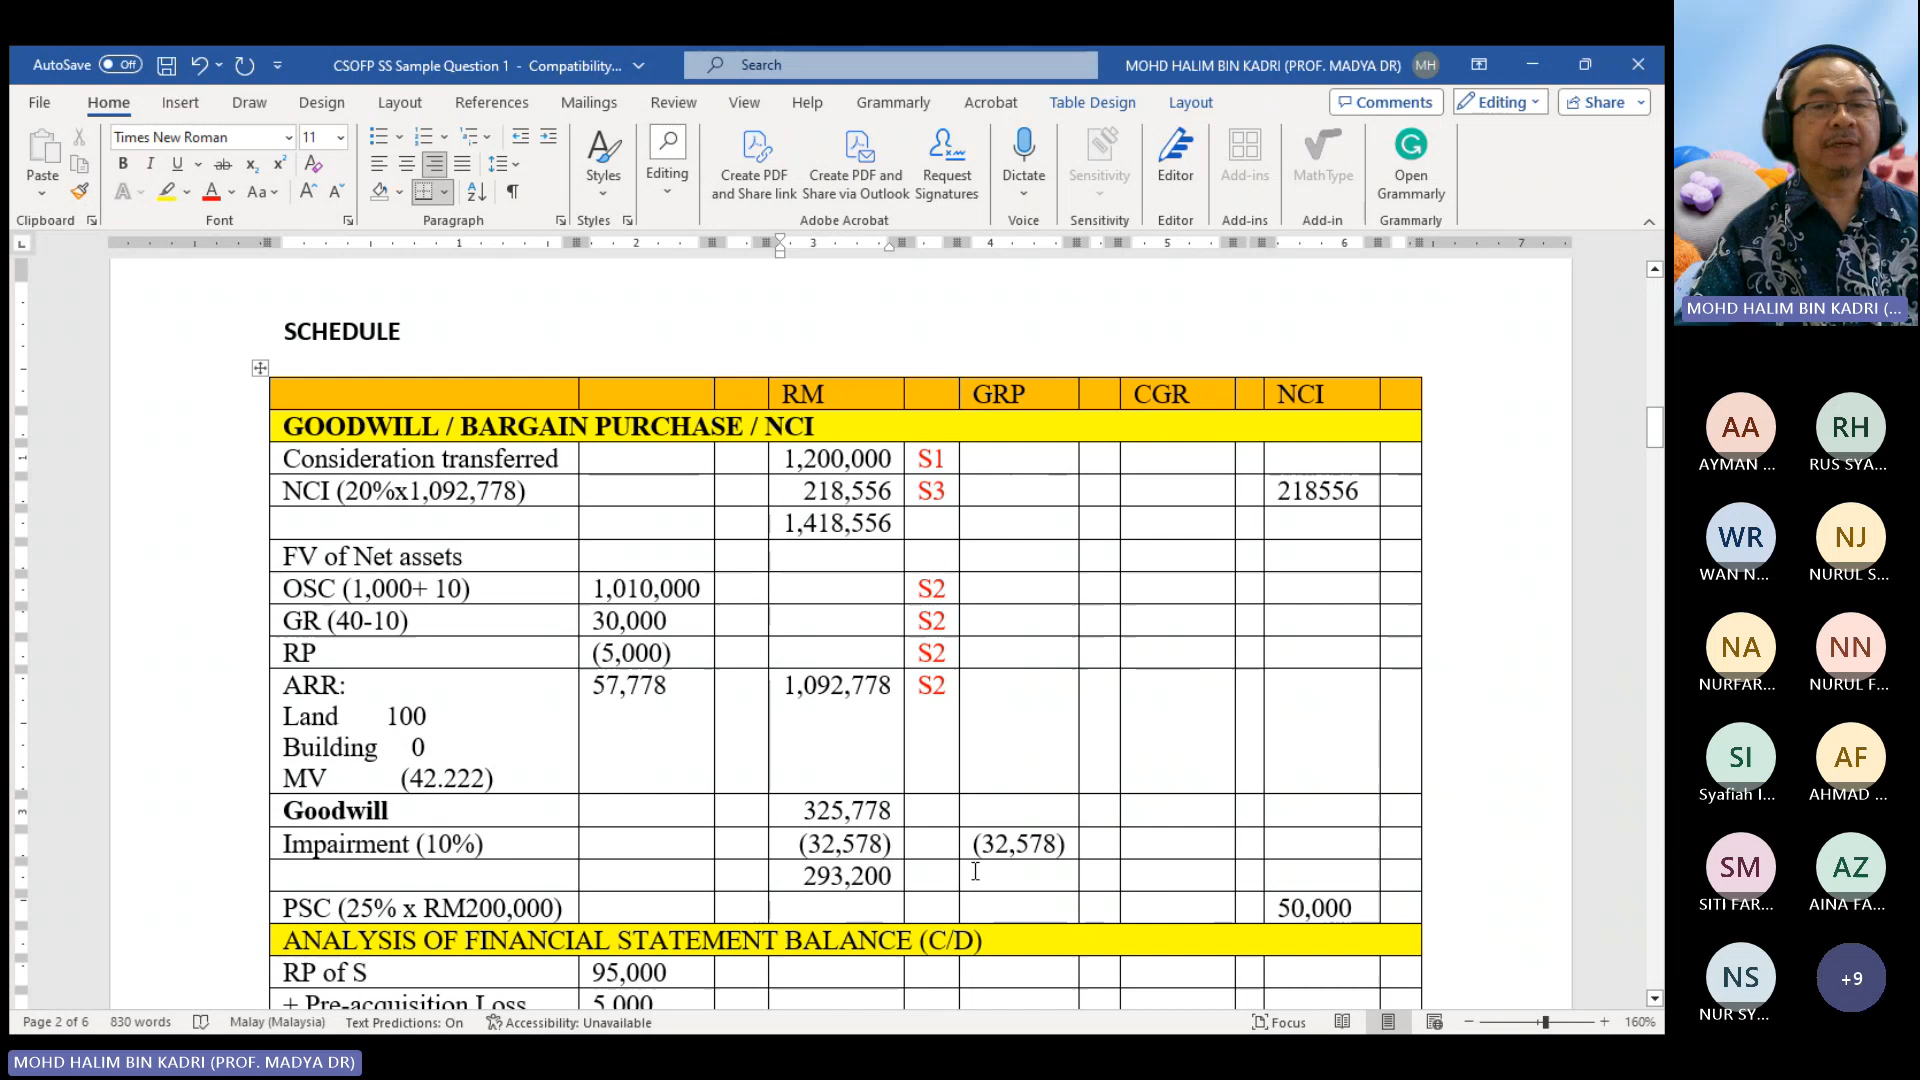 AutoSave Off CSOFP SS Sample Question 1 - Compatibility... Search MOHD HALIM BIN KADRI (PROF. MADYA DR) MH
File Home Insert Draw Design Layout References Mailings Review View Help Grammarly Acrobat Table Design Layout Comments Editing Share
Times New Roman 11
Paste Styles Editing Create PDF and Share link Create PDF and Share via Outlook Request Signatures Dictate Sensitivity Editor Add-ins MathType Open Grammarly
Clipboard Font Paragraph Styles Adobe Acrobat Voice Sensitivity Editor Add-ins Add-in Grammarly
1 1 2 3 4 5 6 7
SCHEDULE
RM GRP CGR NCI
GOODWILL / BARGAIN PURCHASE / NCI
Consideration transferred 1,200,000 S1
NCI (20%x1,092,778) 218,556 S3 218556
1,418,556
FV of Net assets
OSC (1,000+ 10) 1,010,000 S2
GR (40-10) 30,000 S2
RP (5,000) S2
ARR: 57,778 1,092,778 S2
Land 100
Building 0
MV (42.222)
Goodwill 325,778
Impairment (10%) (32,578) (32,578)
293,200
PSC (25% x RM200,000) 50,000
ANALYSIS OF FINANCIAL STATEMENT BALANCE (C/D)
RP of S 95,000
+ Pre-acquisition Loss 5,000
Page 2 of 6 830 words Malay (Malaysia) Text Predictions: On Accessibility: Unavailable Focus 160%
MOHD HALIM BIN KADRI (PROF. MADYA DR)
MOHD HALIM BIN KADRI (...
AA RH
AYMAN ... RUS SYA...
WR NJ
WAN N... NURUL S...
NA NN
NURFAR... NURUL F...
SI AF
Syafiah I... AHMAD ...
SM AZ
SITI FAR... AINA FA...
NS +9
NUR SY...